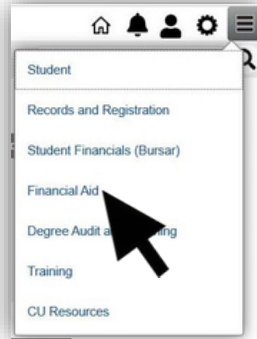 Student
Records and Registration
Student Financials (Bursar)
Financial Aid
Degree Audit
Training
CU Resources